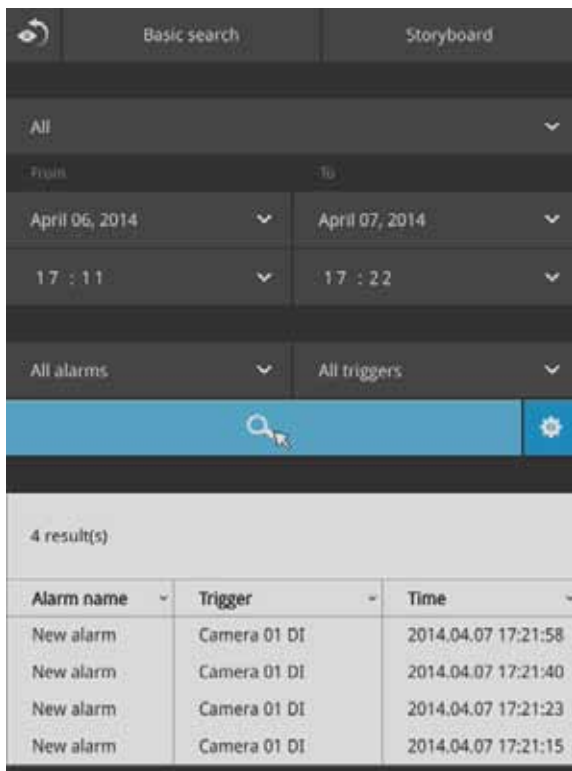 Basic search Storyboard
All
From To
April 06, 2014 April 07, 2014
17 : 11 17 : 22
All alarms All triggers
4 result(s)
Alarm name Trigger Time
New alarm Camera 01 DI 2014.04.07 17:21:58
New alarm Camera 01 DI 2014.04.07 17:21:40
New alarm Camera 01 DI 2014.04.07 17:21:23
New alarm Camera 01 DI 2014.04.07 17:21:15